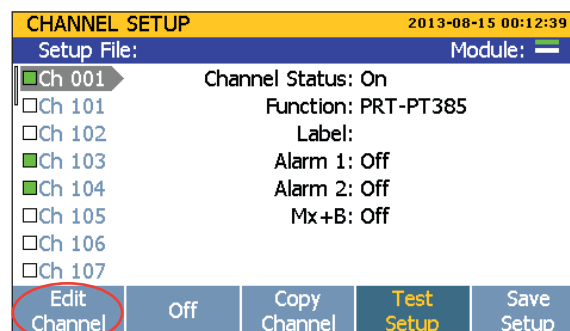 CHANNEL SETUP 2013-08-15 00:12:39
Setup File: Module:
Ch 001 Channel Status: On
Ch 101 Function: PRT-PT385
Ch 102 Label:
Ch 103 Alarm 1: Off
Ch 104 Alarm 2: Off
Ch 105 Mx+B: Off
Ch 106
Ch 107
Edit Channel Off Copy Channel Test Setup Save Setup